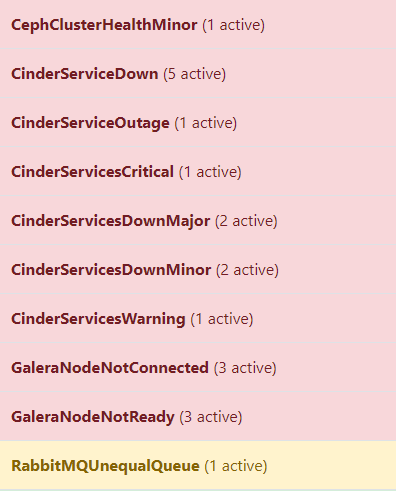 CephClusterHealthMinor (1 active)
CinderServiceDown (5 active)
CinderServiceOutage (1 active)
CinderServicesCritical (1 active)
CinderServicesDownMajor (2 active)
CinderServicesDownMinor (2 active)
CinderServicesWarning (1 active)
GaleraNodeNotConnected (3 active)
GaleraNodeNotReady (3 active)
RabbitMQUnequalQueue (1 active)